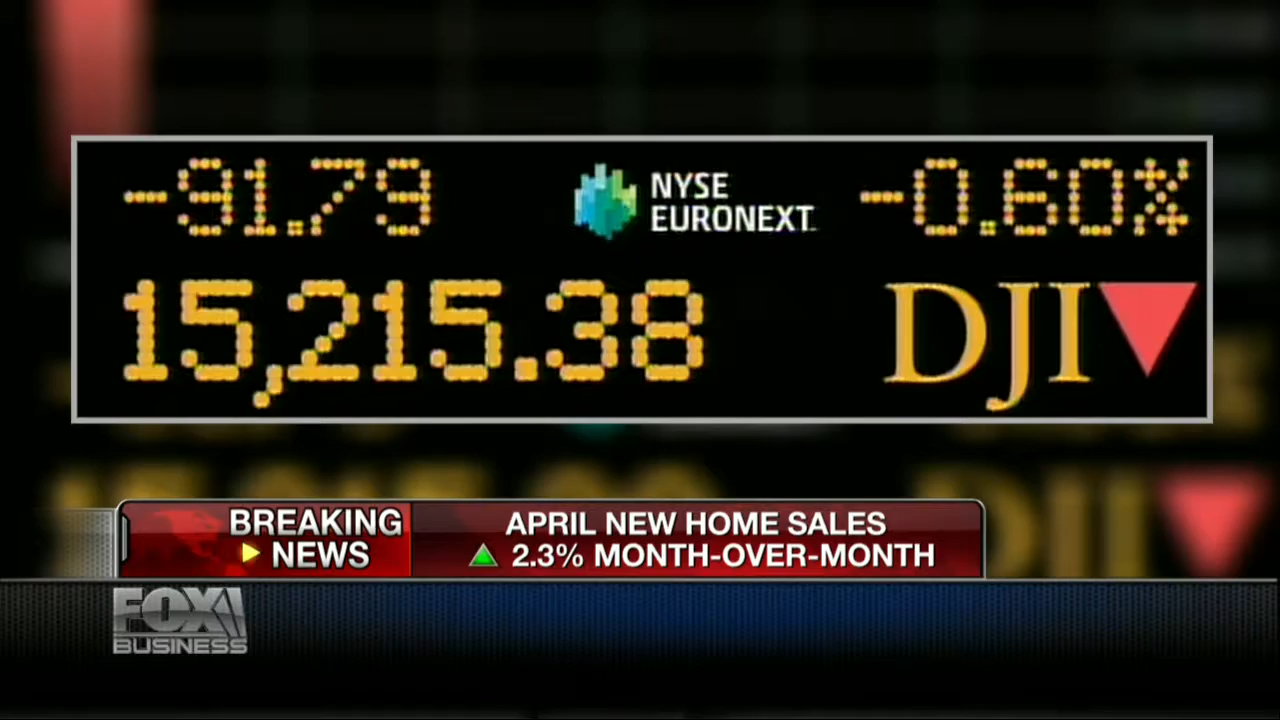 -91.79
NYSE
EURONEXT
-0.60%
15,215.38
DJI
BREAKING
NEWS
APRIL NEW HOME SALES
2.3% MONTH-OVER-MONTH
FOX
BUSINESS